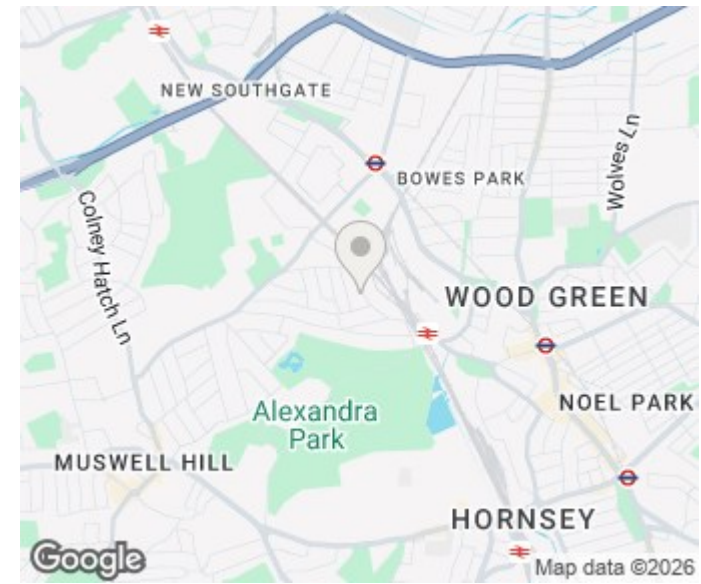 NEW SOUTHGATE
BOWES PARK
Wolves Ln
Colney Hatch Ln
WOOD GREEN
Alexandra
Park
NOEL PARK
MUSWELL HILL
HORNSEY
Google
Map data ©2026